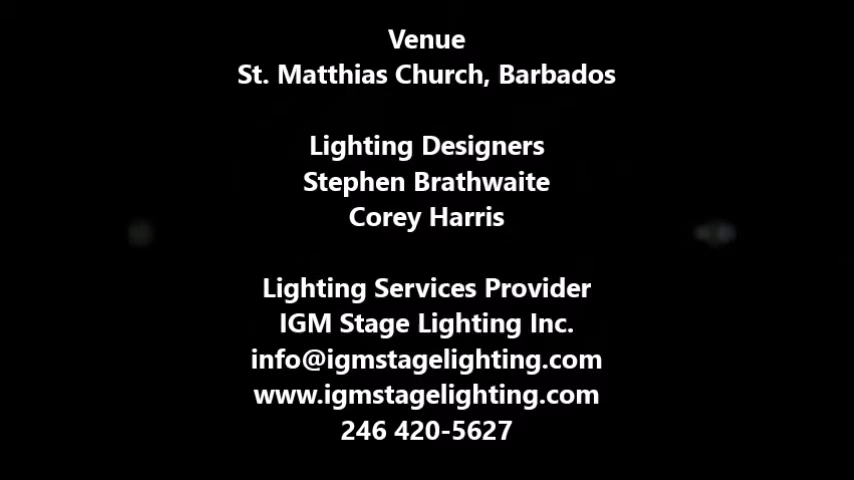 Venue
St. Matthias Church, Barbados
Lighting Designers
Stephen Brathwaite
Corey Harris
Lighting Services Provider
IGM Stage Lighting Inc.
info@igmstagelighting.com
www.igmstagelighting.com
246 420-5627